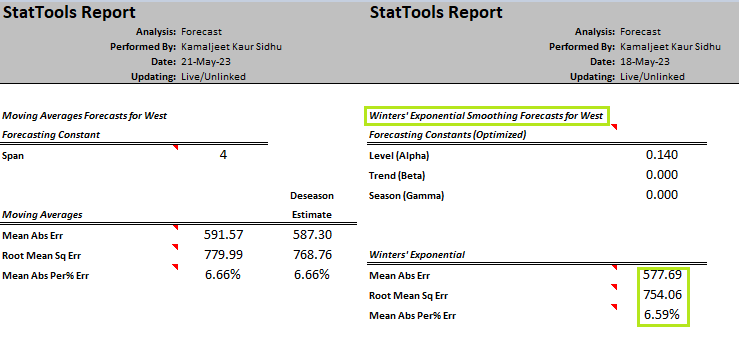 StatTools Report
Analysis: Forecast
Performed By: Kamaljeet Kaur Sidhu
Date: 21-May-23
Updating: Live/Unlinked
Moving Averages Forecasts for West
Forecasting Constant
Span 4
Deseason
Moving Averages Estimate
Mean Abs Err 591.57 587.30
Root Mean Sq Err 779.99 768.76
Mean Abs Per% Err 6.66% 6.66%
StatTools Report
Analysis: Forecast
Performed By: Kamaljeet Kaur Sidhu
Date: 18-May-23
Updating: Live/Unlinked
Winters' Exponential Smoothing Forecasts for West
Forecasting Constants (Optimized)
Level (Alpha) 0.140
Trend (Beta) 0.000
Season (Gamma) 0.000
Winters' Exponential
Mean Abs Err 577.69
Root Mean Sq Err 754.06
Mean Abs Per% Err 6.59%